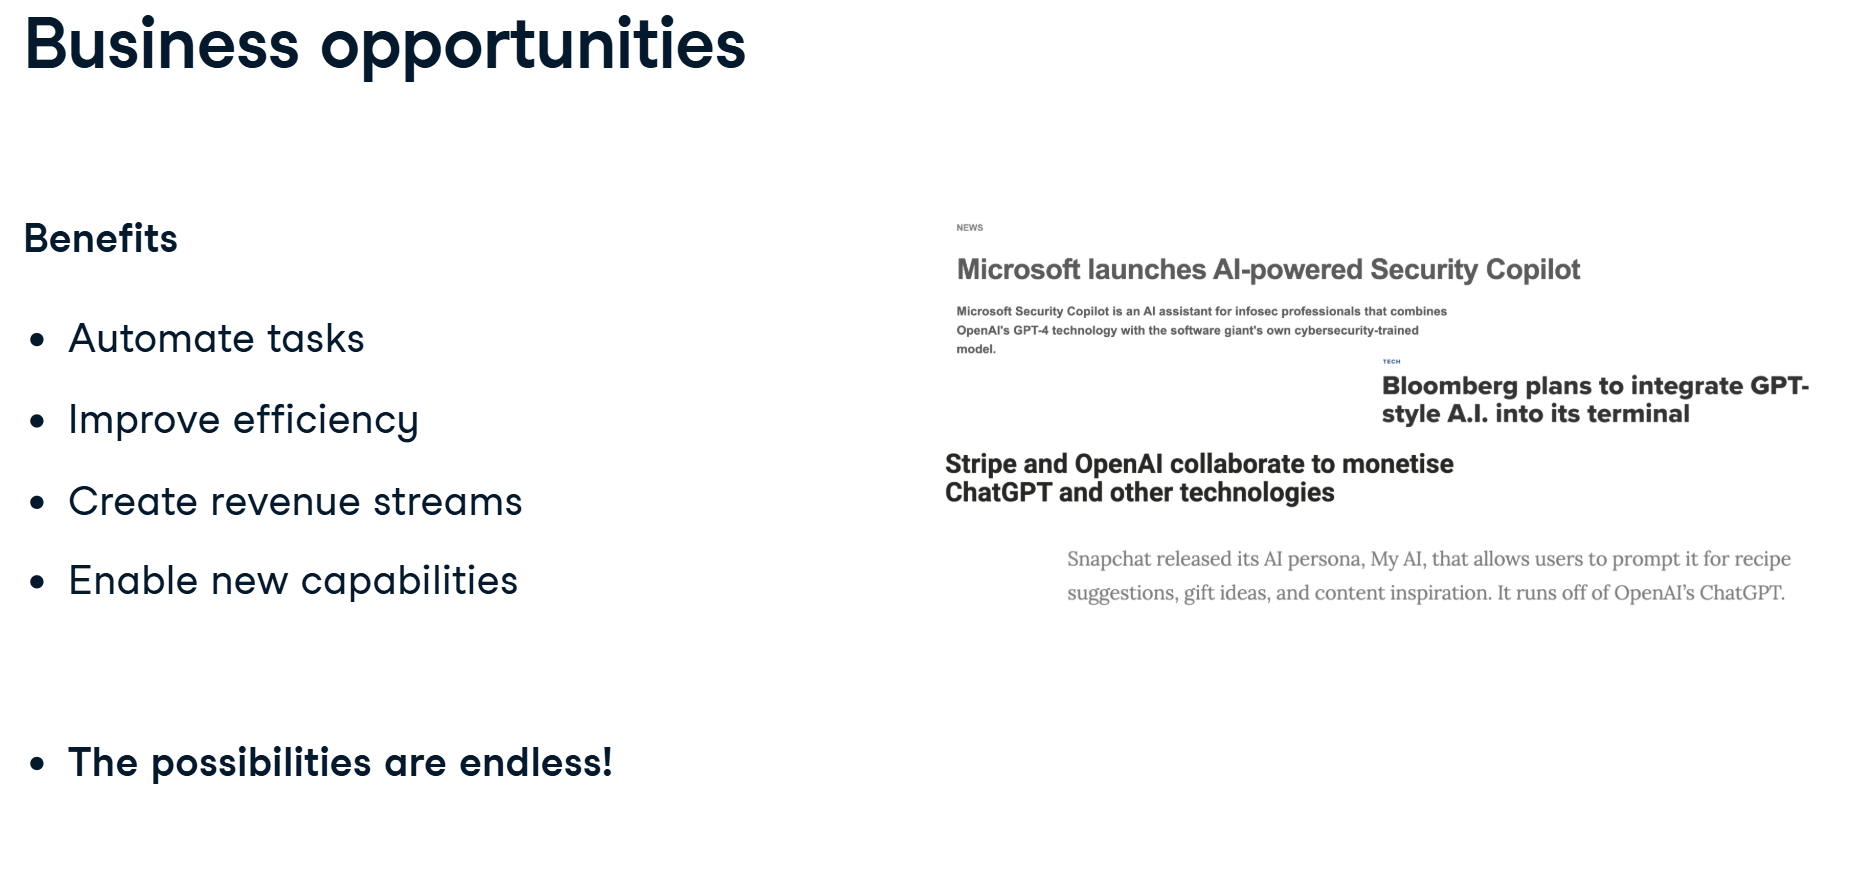 Business opportunities
Benefits
• Automate tasks
• Improve efficiency
• Create revenue streams
• Enable new capabilities
• The possibilities are endless!
NEWS
Microsoft launches AI-powered Security Copilot
Microsoft Security Copilot is an AI assistant for infosec professionals that combines
OpenAI's GPT-4 technology with the software giant's own cybersecurity-trained
model.
TECH
Bloomberg plans to integrate GPT-
style A.I. into its terminal
Stripe and OpenAI collaborate to monetise
ChatGPT and other technologies
Snapchat released its AI persona, My AI, that allows users to prompt it for recipe
suggestions, gift ideas, and content inspiration. It runs off of OpenAI’s ChatGPT.